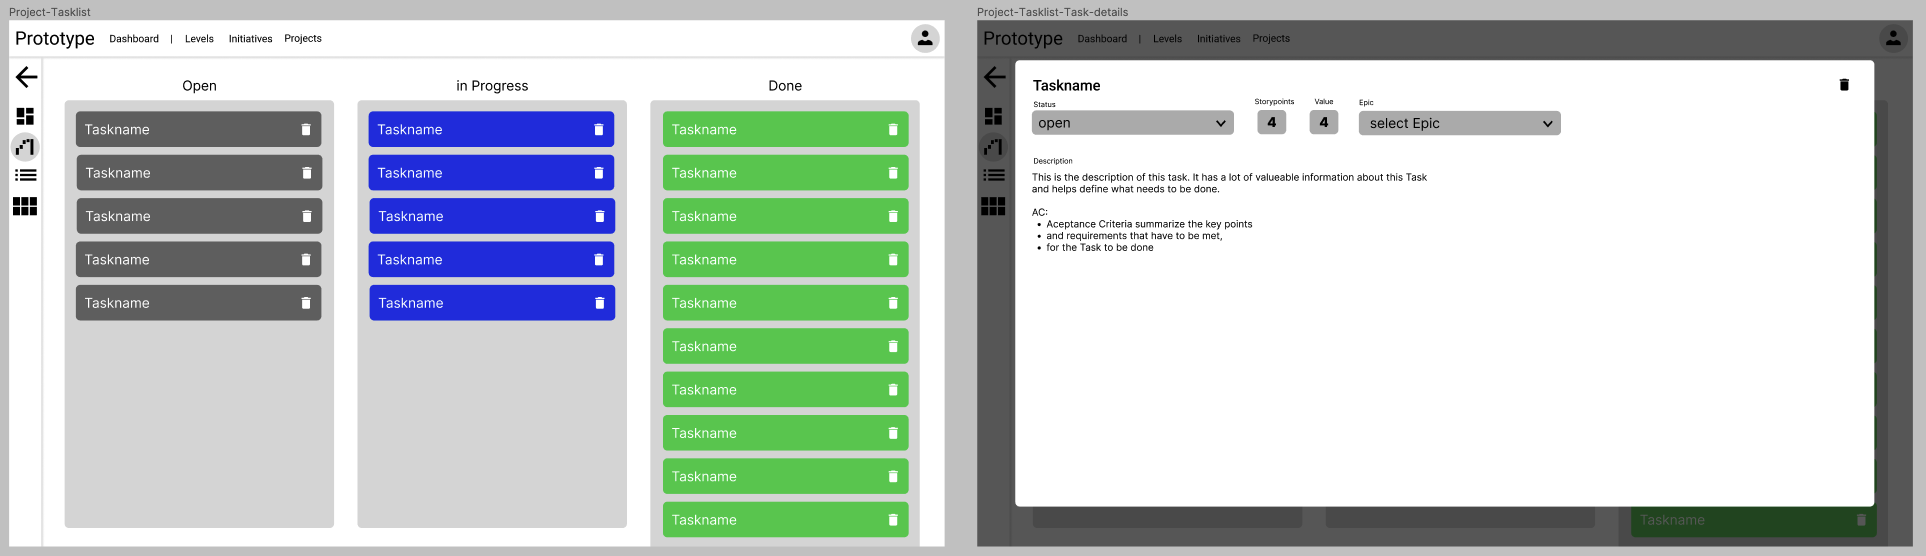 Project-Tasklist
Prototype Dashboard | Levels Initiatives Projects
Open
Taskname
Taskname
Taskname
Taskname
Taskname
in Progress
Taskname
Taskname
Taskname
Taskname
Taskname
Done
Taskname
Taskname
Taskname
Taskname
Taskname
Taskname
Taskname
Taskname
Taskname
Taskname
Project-Tasklist-Task-details
Prototype Dashboard | Levels Initiatives Projects
Taskname
Status
open
Storypoints
4
Value
4
Epic
select Epic
Description
This is the description of this task. It has a lot of valueable information about this Task
and helps define what needs to be done.
AC:
• Aceptance Criteria summarize the key points
• and requirements that have to be met,
• for the Task to be done
Taskname